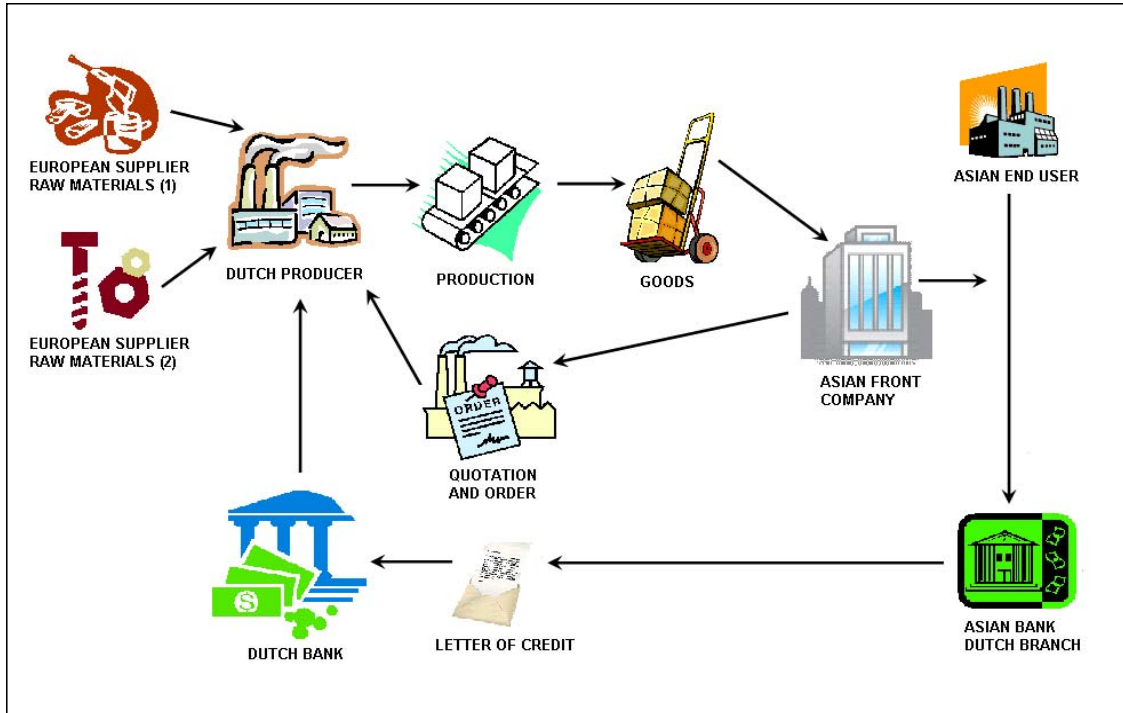 EUROPEAN SUPPLIER
RAW MATERIALS (1)
ASIAN END USER
DUTCH PRODUCER
PRODUCTION
GOODS
EUROPEAN SUPPLIER
RAW MATERIALS (2)
ASIAN FRONT
COMPANY
ORDER
QUOTATION
AND ORDER
$
DUTCH BANK
LETTER OF CREDIT
ASIAN BANK
DUTCH BRANCH